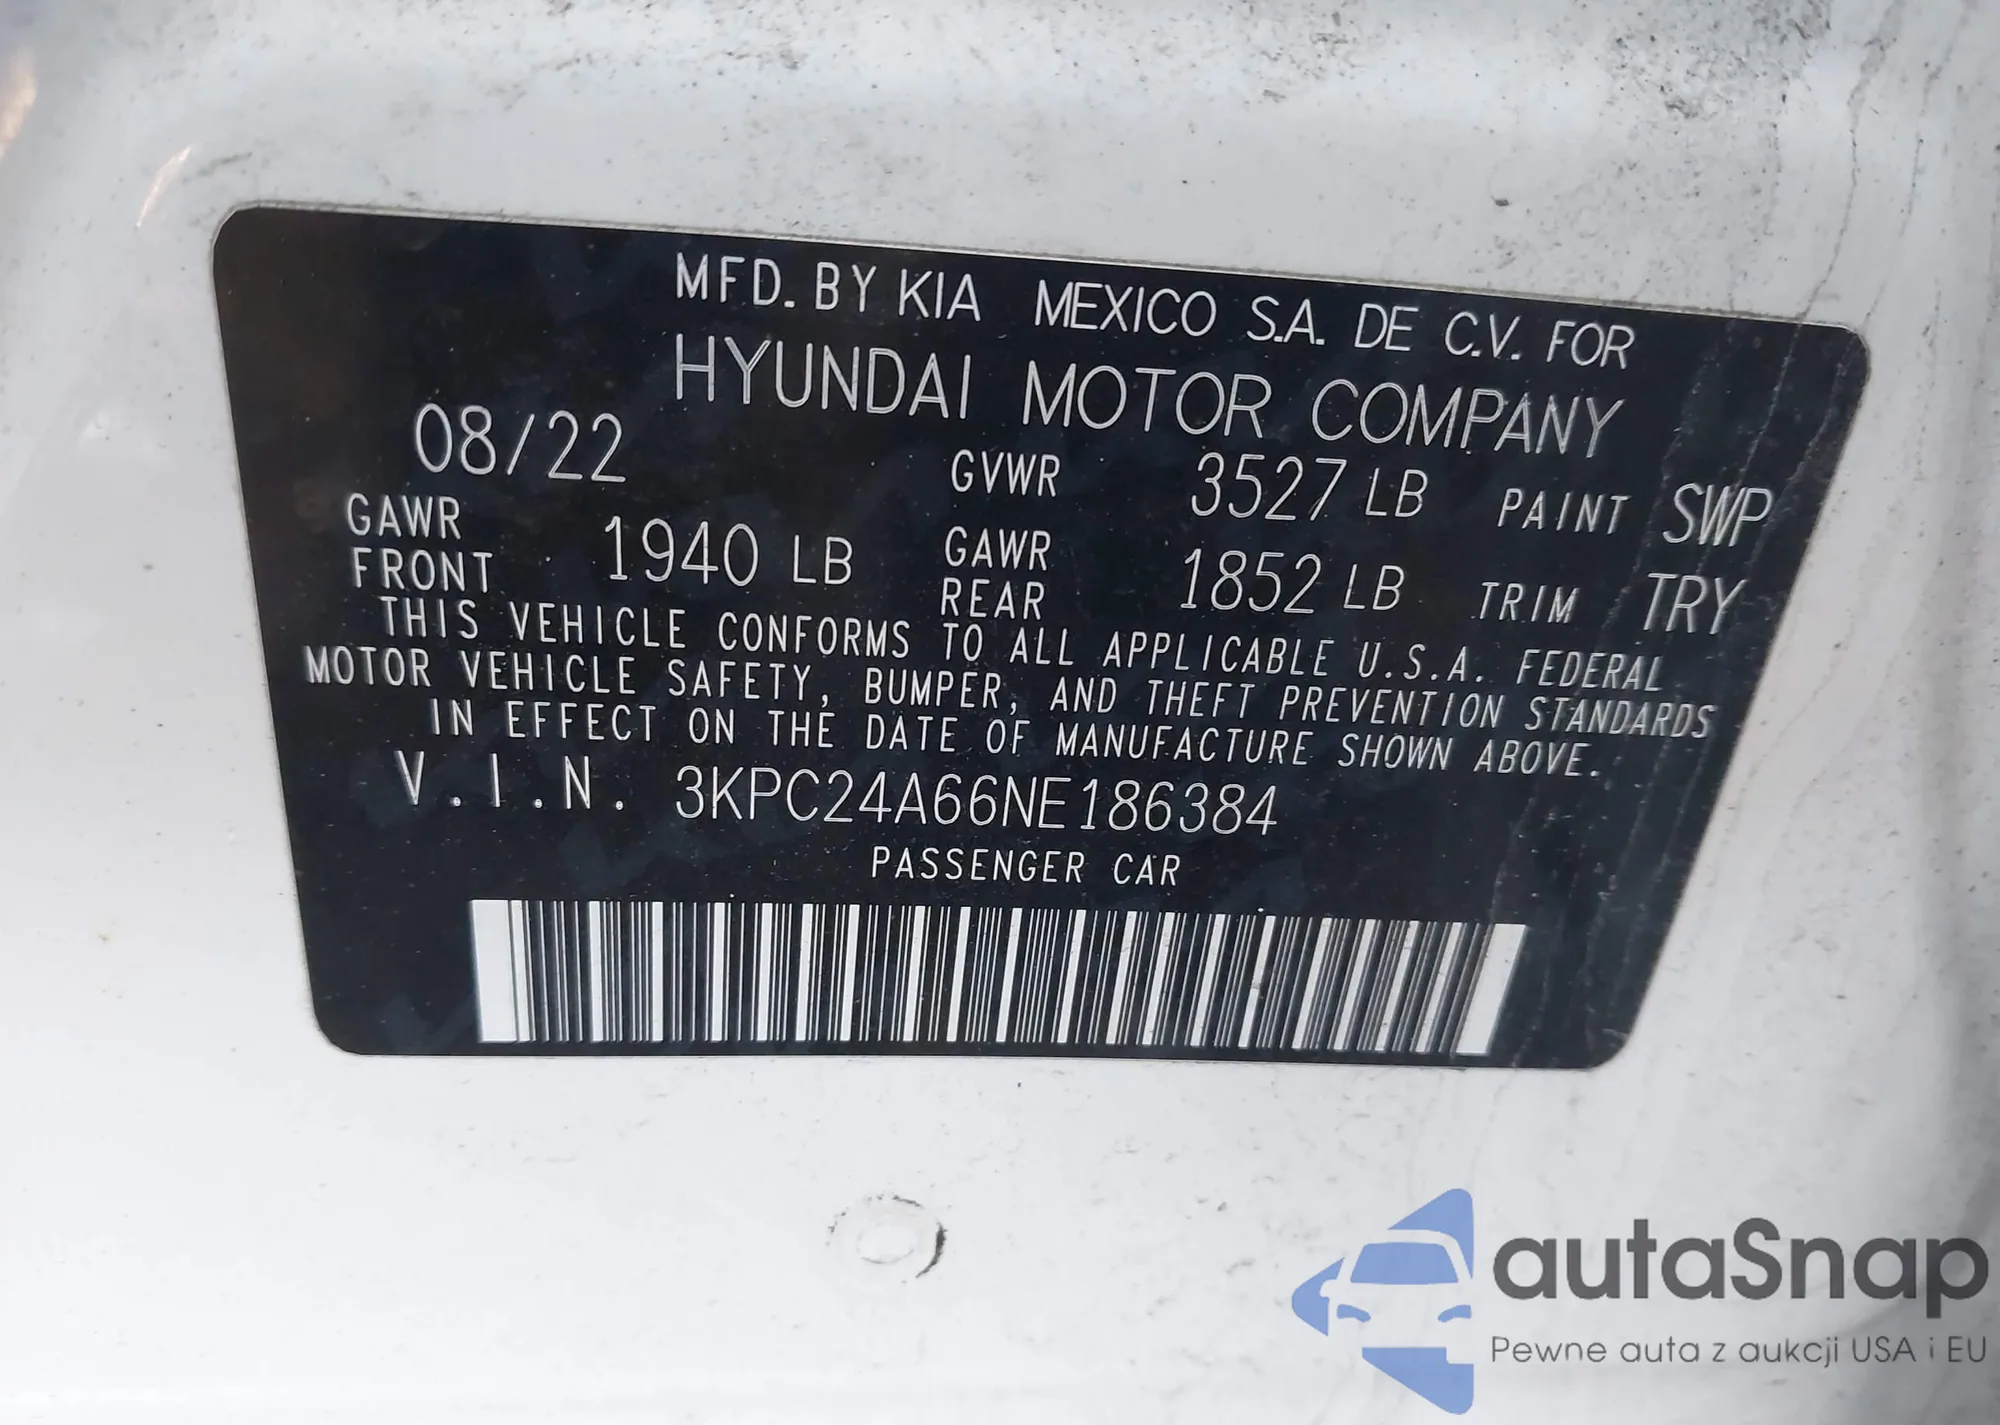 MFD. BY KIA MEXICO S.A. DE C.V. FOR
HYUNDAI MOTOR COMPANY
08/22 GVWR 3527 LB PAINT SWP
GAWR FRONT 1940 LB GAWR REAR 1852 LB TRIM TRY
THIS VEHICLE CONFORMS TO ALL APPLICABLE U.S.A. FEDERAL
MOTOR VEHICLE SAFETY, BUMPER, AND THEFT PREVENTION STANDARDS
IN EFFECT ON THE DATE OF MANUFACTURE SHOWN ABOVE.
V.I.N. 3KPC24A66NE186384
PASSENGER CAR
autaSnap
Pewne auta z aukcji USA i EU